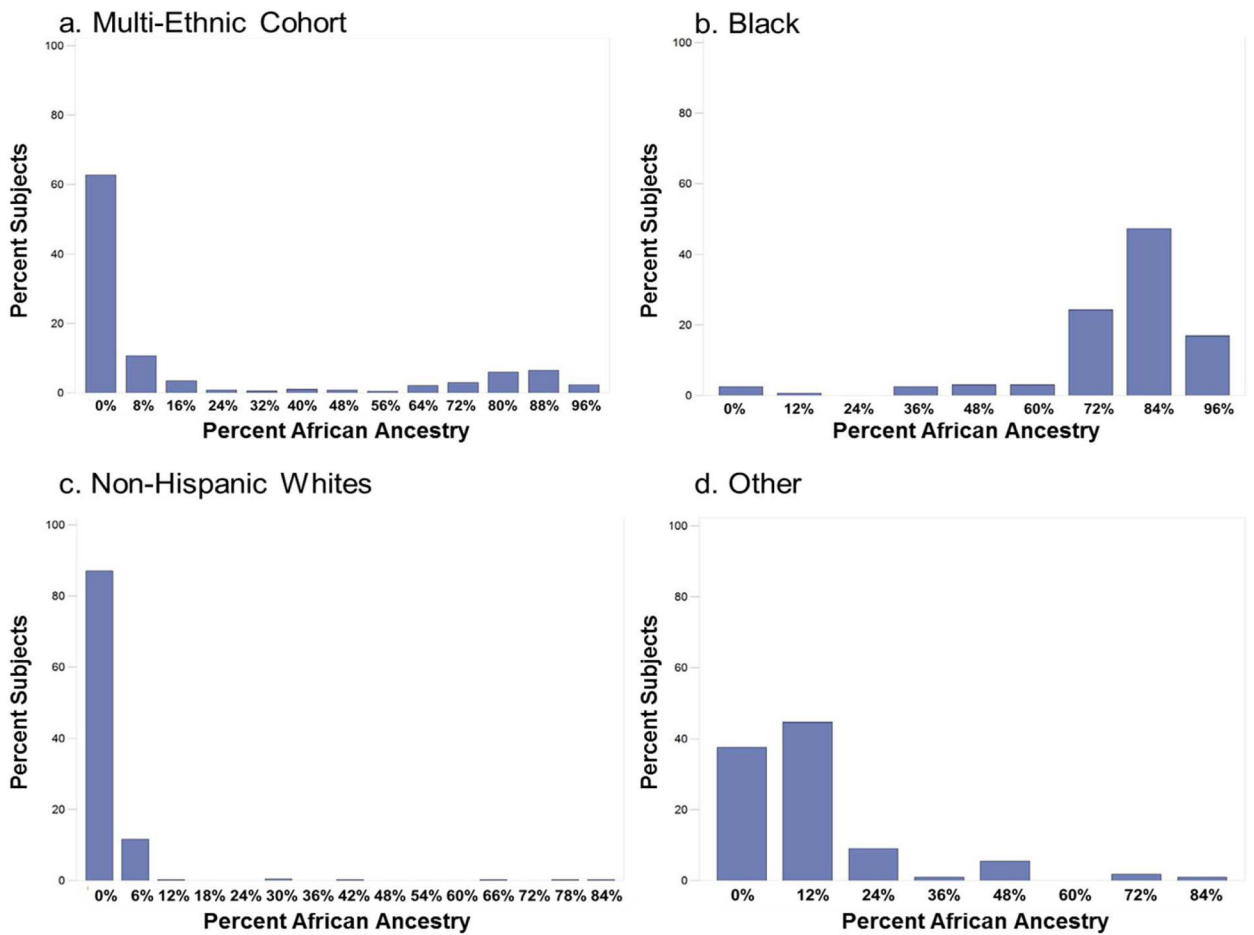 a. Multi-Ethnic Cohort
100
80
60
40
20
0
Percent Subjects
0% 8% 16% 24% 32% 40% 48% 56% 64% 72% 80% 88% 96%
Percent African Ancestry
b. Black
100
80
60
40
20
0
Percent Subjects
0% 12% 24% 36% 48% 60% 72% 84% 96%
Percent African Ancestry
c. Non-Hispanic Whites
100
80
60
40
20
0
Percent Subjects
0% 6% 12% 18% 24% 30% 36% 42% 48% 54% 60% 66% 72% 78% 84%
Percent African Ancestry
d. Other
100
80
60
40
20
0
Percent Subjects
0% 12% 24% 36% 48% 60% 72% 84%
Percent African Ancestry